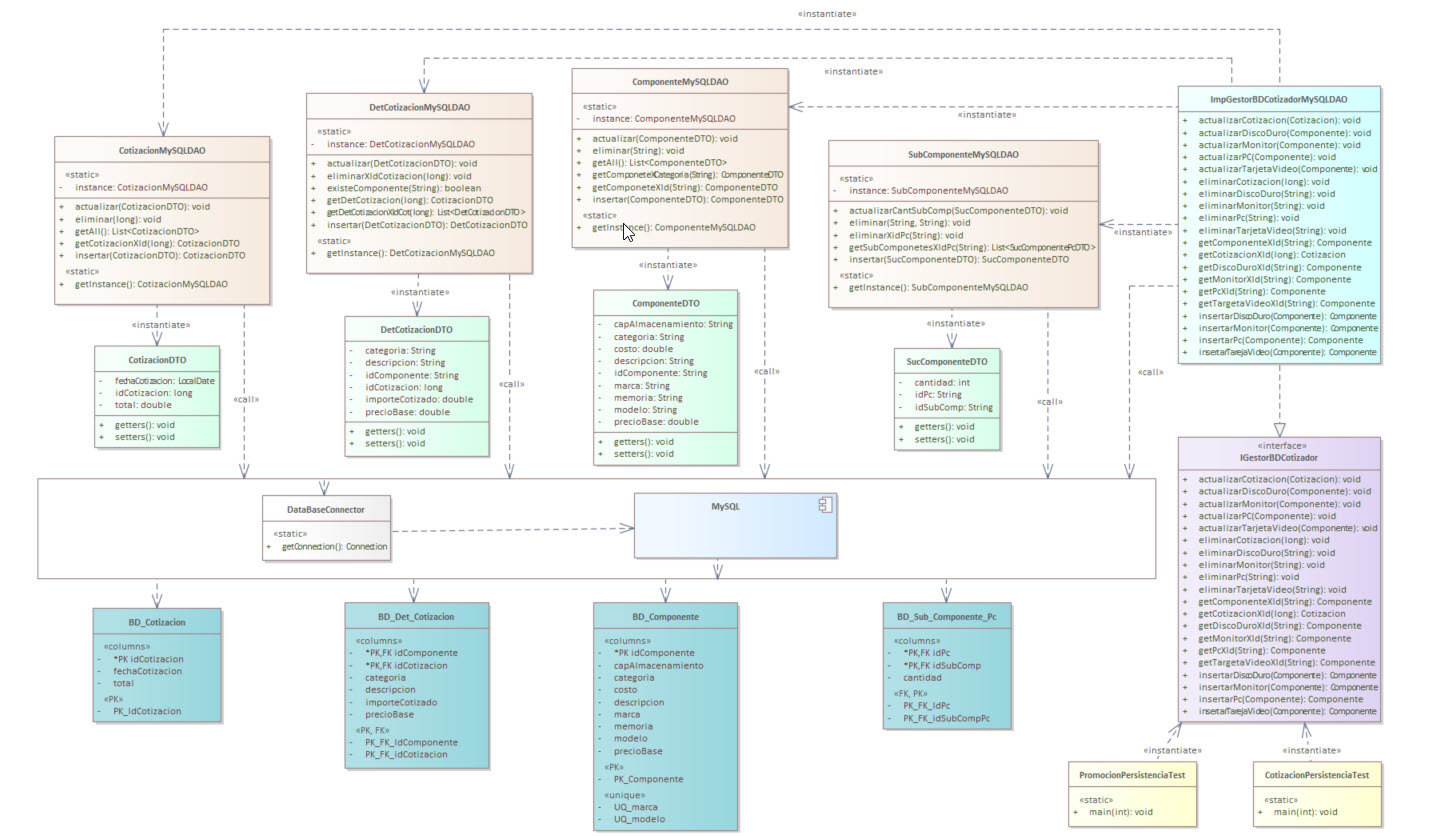 «instantiate»
«instantiate»
«instantiate»
«instantiate»
CotizacionMySQLDAO
«static»
- instance: CotizacionMySQLDAO
+ actualizar(CotizacionDTO): void
+ eliminar(long): void
+ getAll(): List<CotizacionDTO>
+ getCotizacionXId(long): CotizacionDTO
+ insertar(CotizacionDTO): CotizacionDTO
«static»
+ getInstance(): CotizacionMySQLDAO
DetCotizacionMySQLDAO
«static»
- instance: DetCotizacionMySQLDAO
+ actualizar(DetCotizacionDTO): void
+ eliminarXIdCotizacion(long): void
+ existeComponente(String): boolean
+ getDetCotizacion(long): CotizacionDTO
+ getDetCotizacionXIdCot(long): List<DetCotizacionDTO>
+ insertar(DetCotizacionDTO): DetCotizacionDTO
«static»
+ getInstance(): DetCotizacionMySQLDAO
ComponenteMySQLDAO
«static»
- instance: ComponenteMySQLDAO
+ actualizar(ComponenteDTO): void
+ eliminar(String): void
+ getAll(): List<ComponenteDTO>
+ getComponeteXCategoria(String): ComponenteDTO
+ getComponeteXId(String): ComponenteDTO
+ insertar(ComponenteDTO): ComponenteDTO
«static»
+ getInstance(): ComponenteMySQLDAO
SubComponenteMySQLDAO
«static»
- instance: SubComponenteMySQLDAO
+ actualizarCantSubComp(SucComponenteDTO): void
+ eliminar(String, String): void
+ eliminarXIdPc(String): void
+ getSubComponetesXIdPc(String): List<SucComponentePcDTO>
+ insertar(SucComponenteDTO): SucComponenteDTO
«static»
+ getInstance(): SubComponenteMySQLDAO
ImpGestorBDCotizadorMySQLDAO
+ actualizarCotizacion(Cotizacion): void
+ actualizarDiscoDuro(Componente): void
+ actualizarMonitor(Componente): void
+ actualizarPC(Componente): void
+ actualizarTarjetaVideo(Componente): void
+ eliminarCotizacion(long): void
+ eliminarDiscoDuro(String): void
+ eliminarMonitor(String): void
+ eliminarPc(String): void
+ eliminarTarjetaVideo(String): void
+ getComponenteXId(String): Componente
+ getCotizacionXId(long): Cotizacion
+ getDiscoDuroXId(String): Componente
+ getMonitorXId(String): Componente
+ getPcXId(String): Componente
+ getTargetaVideoXId(String): Componente
+ insertarDiscoDuro(Componente): Componente
+ insertarMonitor(Componente): Componente
+ insertarPc(Componente): Componente
+ insetarTarejaVideo(Componente): Componente
«instantiate»
«instantiate»
«instantiate»
«instantiate»
CotizacionDTO
- fechaCotizacion: LocalDate
- idCotizacion: long
- total: double
+ getters(): void
+ setters(): void
DetCotizacionDTO
- categoria: String
- descripcion: String
- idComponente: String
- idCotizacion: long
- importeCotizado: double
- precioBase: double
+ getters(): void
+ setters(): void
ComponenteDTO
- capAlmacenamiento: String
- categoria: String
- costo: double
- descripcion: String
- idComponente: String
- marca: String
- memoria: String
- modelo: String
- precioBase: double
+ getters(): void
+ setters(): void
SucComponenteDTO
- cantidad: int
- idPc: String
- idSubComp: String
+ getters(): void
+ setters(): void
«call»
«call»
«call»
«call»
«call»
«interface»
IGestorBDCotizador
+ actualizarCotizacion(Cotizacion): void
+ actualizarDiscoDuro(Componente): void
+ actualizarMonitor(Componente): void
+ actualizarPC(Componente): void
+ actualizarTarjetaVideo(Componente): void
+ eliminarCotizacion(long): void
+ eliminarDiscoDuro(String): void
+ eliminarMonitor(String): void
+ eliminarPc(String): void
+ eliminarTarjetaVideo(String): void
+ getComponenteXId(String): Componente
+ getCotizacionXId(long): Cotizacion
+ getDiscoDuroXId(String): Componente
+ getMonitorXId(String): Componente
+ getPcXId(String): Componente
+ getTargetaVideoXId(String): Componente
+ insertarDiscoDuro(Componente): Componente
+ insertarMonitor(Componente): Componente
+ insertarPc(Componente): Componente
+ insetarTarejaVideo(Componente): Componente
DataBaseConnector
«static»
+ getConnection(): Connection
MySQL
BD_Cotizacion
«columns»
- *PK idCotizacion
- fechaCotizacion
- total
«PK»
- PK_IdCotizacion
BD_Det_Cotizacion
«columns»
- *PK,FK idComponente
- *PK,FK idCotizacion
- categoria
- descripcion
- importeCotizado
- precioBase
«PK, FK»
- PK_FK_IdComponente
- PK_FK_idCotizacion
BD_Componente
«columns»
- *PK idComponente
- capAlmacenamiento
- categoria
- costo
- descripcion
- marca
- memoria
- modelo
- precioBase
«PK»
- PK_Componente
«unique»
- UQ_marca
- UQ_modelo
BD_Sub_Componente_Pc
«columns»
- *PK,FK idPc
- *PK,FK idSubComp
- cantidad
«FK, PK»
- PK_FK_IdPc
- PK_FK_idSubCompPc
«instantiate»
«instantiate»
PromocionPersistenciaTest
«static»
+ main(int): void
CotizacionPersistenciaTest
«static»
+ main(int): void